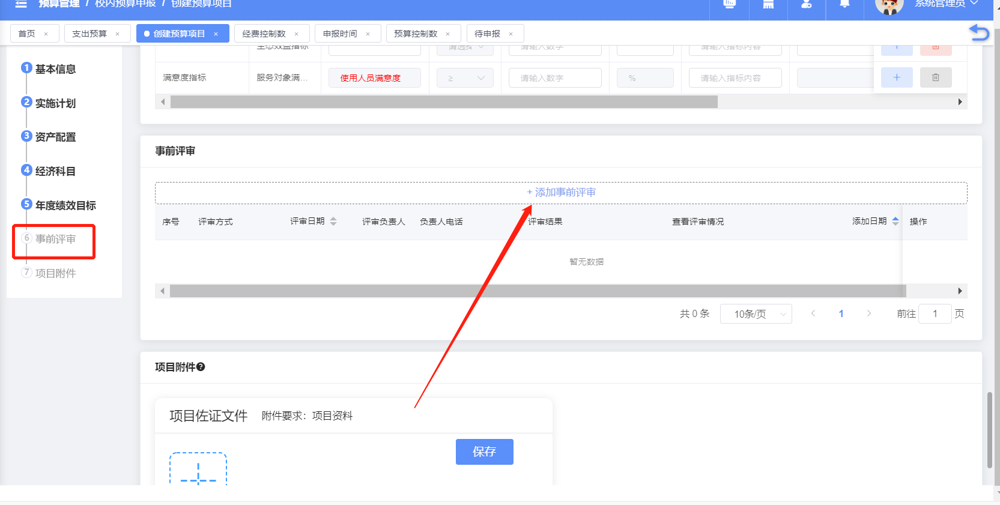 预算管理 / 校内预算申报 / 创建预算项目
系统管理员
首页 ×
支出预算 ×
创建预算项目 ×
经费控制数 ×
申报时间 ×
预算控制数 ×
待申报 ×
1 基本信息
2 实施计划
3 资产配置
4 经济科目
5 年度绩效目标
6 事前评审
7 项目附件
生态效益指标 请选择 请输入数字 请输入指标内容 +
满意度指标 服务对象满... 使用人员满意度 ≥ 请输入数字 % 请输入指标内容 +
事前评审
+ 添加事前评审
序号 评审方式 评审日期 评审负责人 负责人电话 评审结果 查看评审情况 添加日期 操作
暂无数据
共 0 条 10条/页 < 1 > 前往 1 页
项目附件?
项目佐证文件 附件要求：项目资料
保存